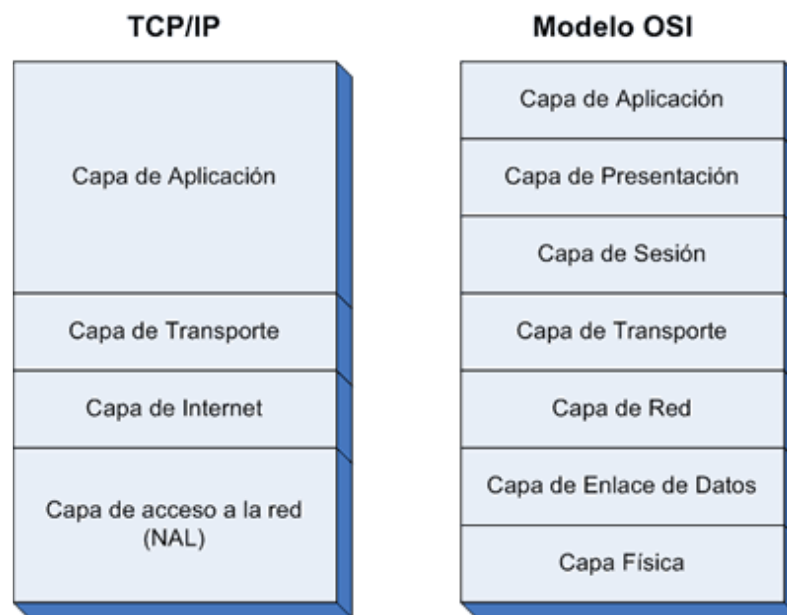 TCP/IP
Capa de Aplicación
Capa de Transporte
Capa de Internet
Capa de acceso a la red
(NAL)
Modelo OSI
Capa de Aplicación
Capa de Presentación
Capa de Sesión
Capa de Transporte
Capa de Red
Capa de Enlace de Datos
Capa Física